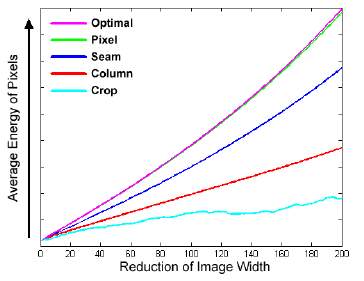 Optimal
Pixel
Seam
Column
Crop
Average Energy of Pixels
0 20 40 60 80 100 120 140 160 180 200
Reduction of Image Width